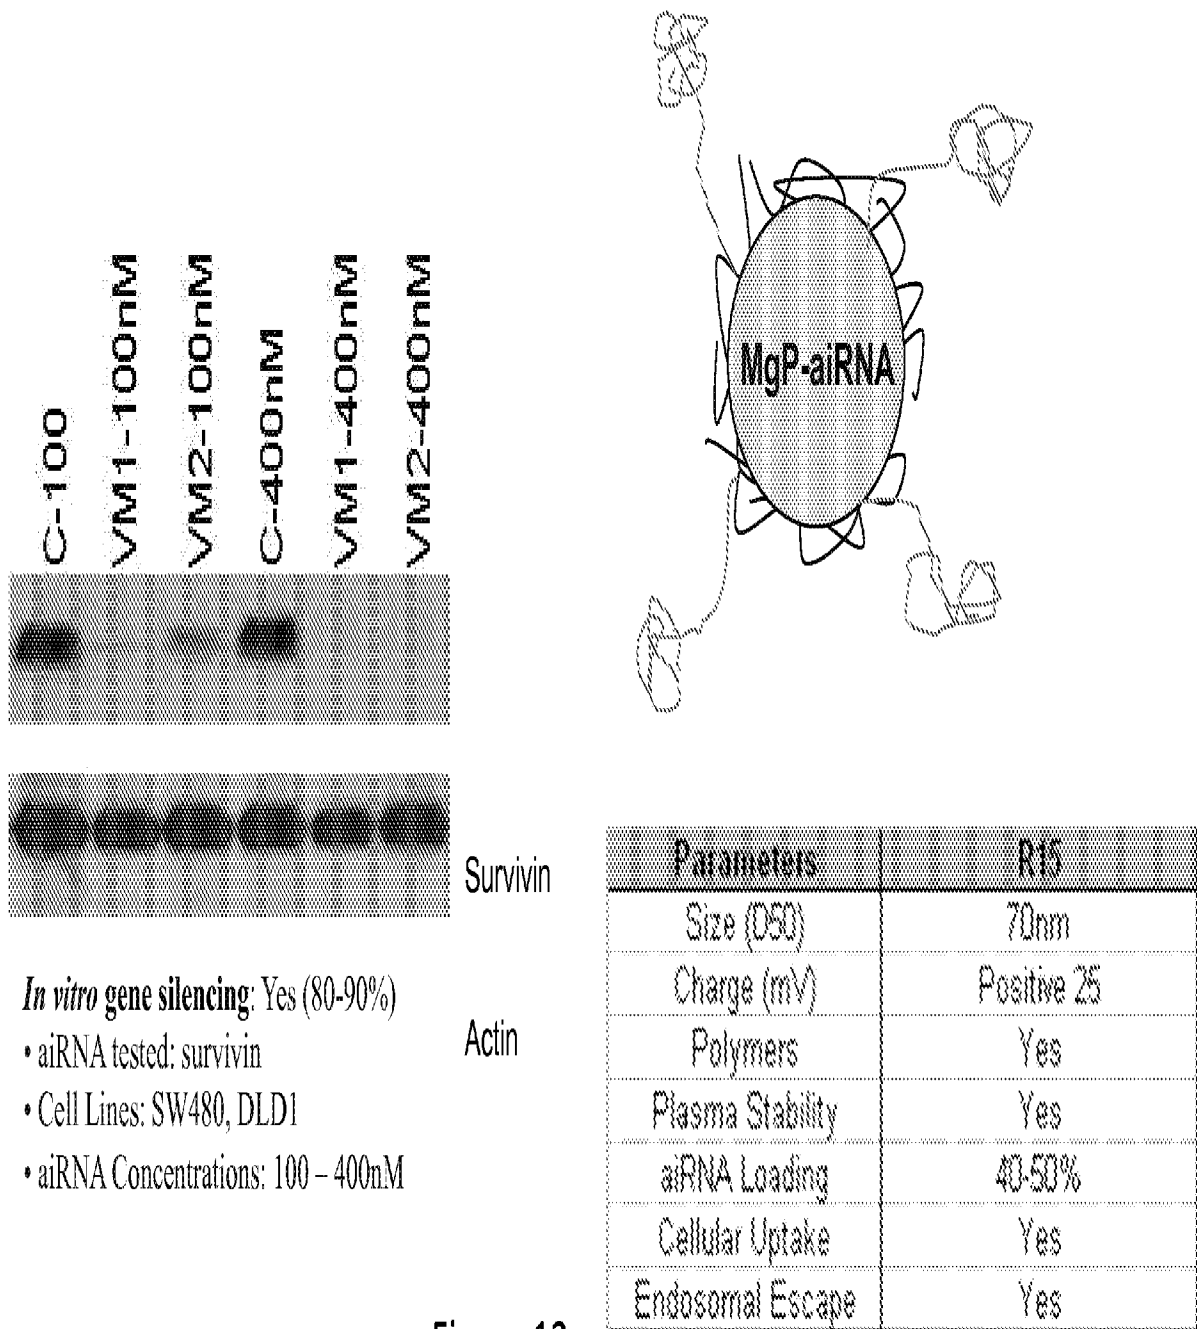 C-100
VM1-100nM
VM2-100nM
C-400nM
VM1-400nM
VM2-400nM
MgP-aiRNA
Survivin
Actin
In vitro gene silencing: Yes (80-90%)
• aiRNA tested: survivin
• Cell Lines: SW480, DLD1
• aiRNA Concentrations: 100 – 400nM
Parameters R15
Size (D50) 70nm
Charge (mV) Positive 25
Polymers Yes
Plasma Stability Yes
aiRNA Loading 40-50%
Cellular Uptake Yes
Endosomal Escape Yes